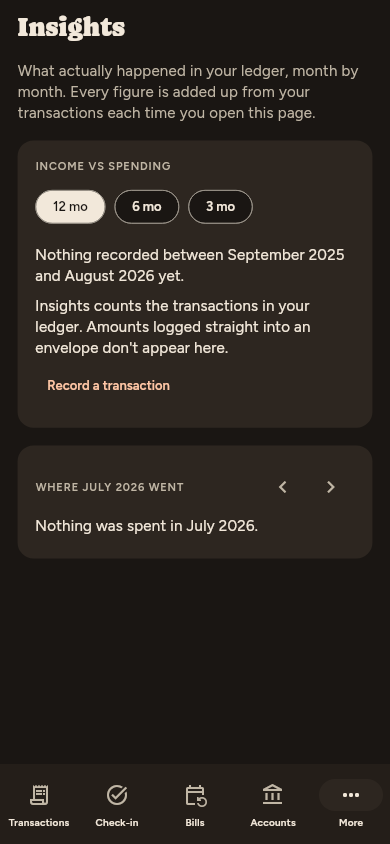 Insights
What actually happened in your ledger, month by
month. Every figure is added up from your
transactions each time you open this page.
INCOME VS SPENDING
12 mo
6 mo
3 mo
Nothing recorded between September 2025
and August 2026 yet.
Insights counts the transactions in your
ledger. Amounts logged straight into an
envelope don't appear here.
Record a transaction
WHERE JULY 2026 WENT
Nothing was spent in July 2026.
Transactions
Check-in
Bills
Accounts
More